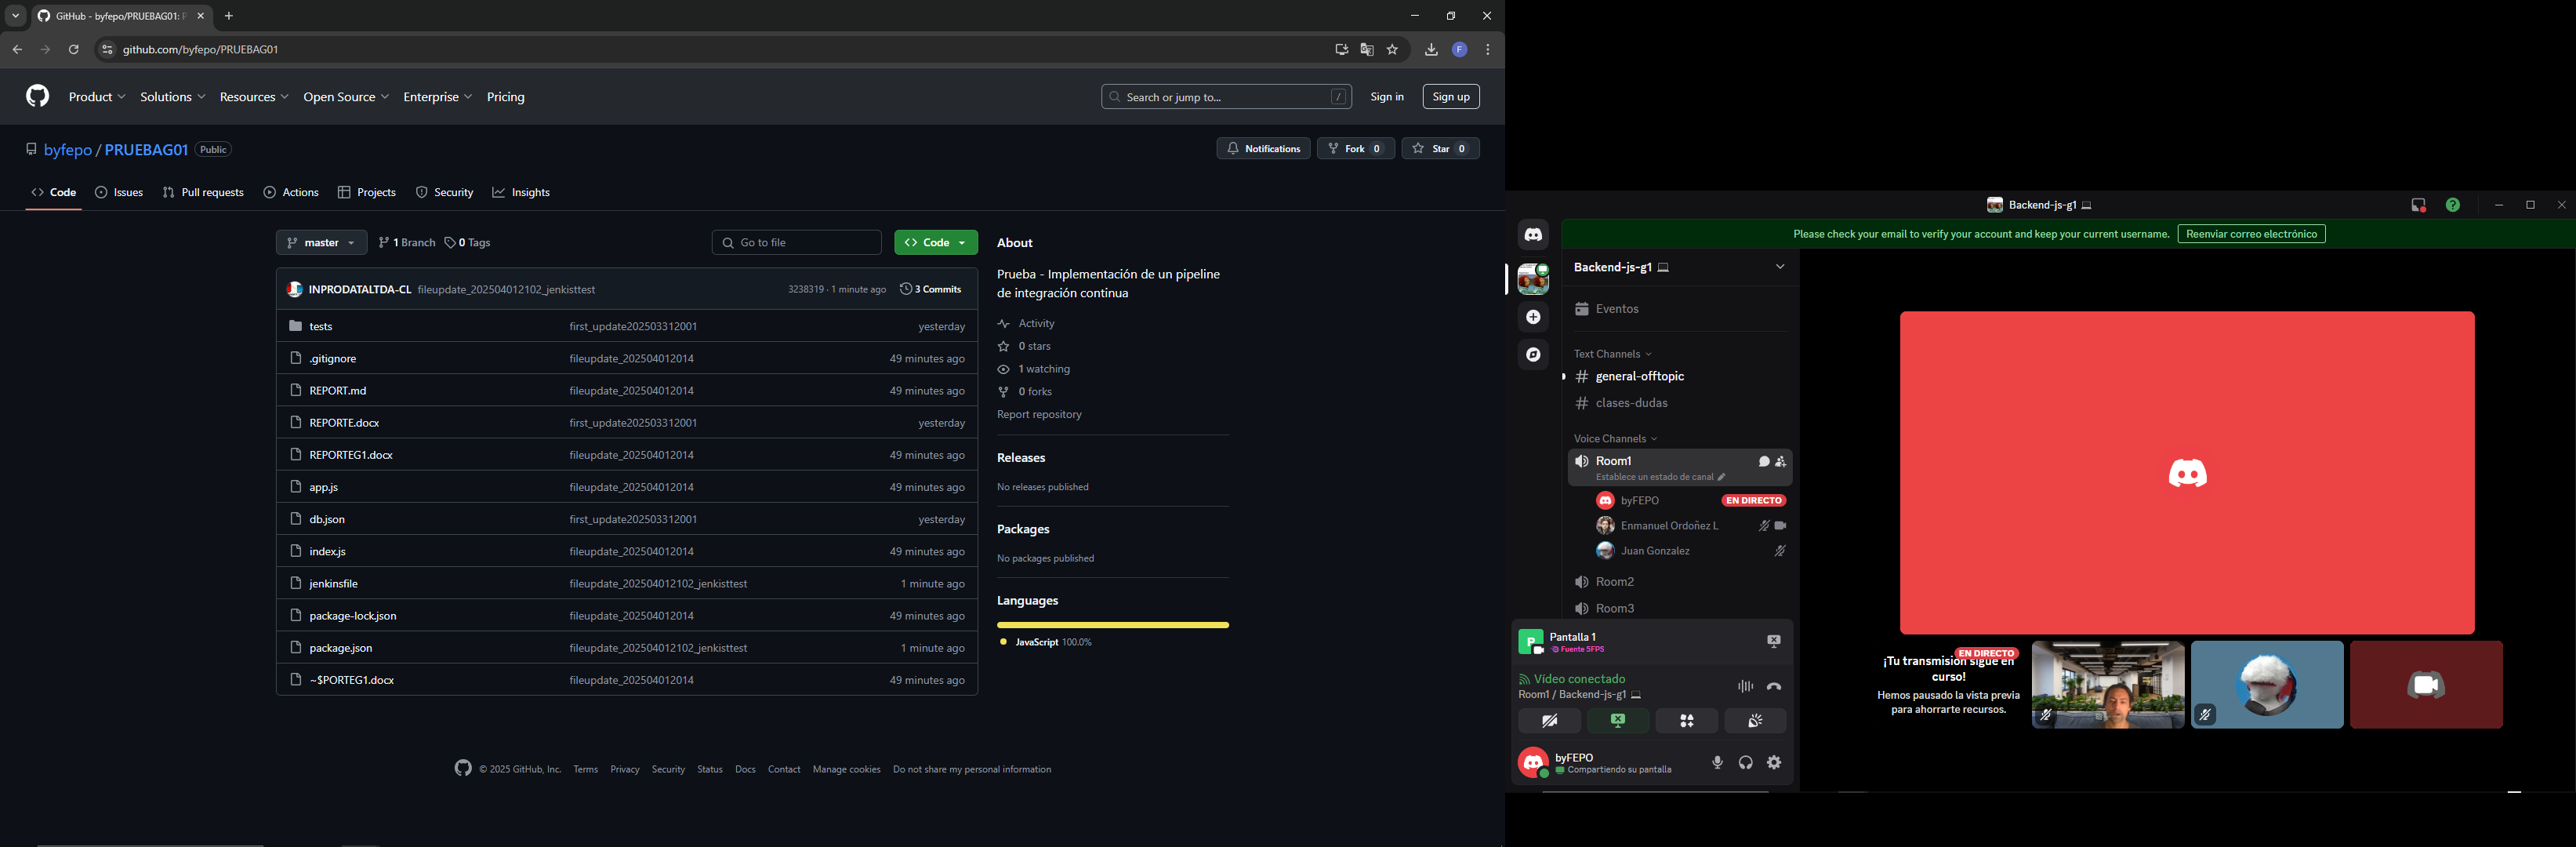 GitHub - byfepo/PRUEBAG01: P
github.com/byfepo/PRUEBAG01
F
Product
Solutions
Resources
Open Source
Enterprise
Pricing
Search or jump to...
/
Sign in
Sign up
byfepo / PRUEBAG01 Public
Notifications
Fork 0
Star 0
Code
Issues
Pull requests
Actions
Projects
Security
Insights
master
1 Branch
0 Tags
Go to file
Code
INPRODATALTDA-CL fileupdate_202504012102_jenkisttest 3238319 · 1 minute ago 3 Commits
tests first_update202503312001 yesterday
.gitignore fileupdate_202504012014 49 minutes ago
REPORT.md fileupdate_202504012014 49 minutes ago
REPORTE.docx first_update202503312001 yesterday
REPORTEG1.docx fileupdate_202504012014 49 minutes ago
app.js fileupdate_202504012014 49 minutes ago
db.json first_update202503312001 yesterday
index.js fileupdate_202504012014 49 minutes ago
jenkinsfile fileupdate_202504012102_jenkisttest 1 minute ago
package-lock.json fileupdate_202504012014 49 minutes ago
package.json fileupdate_202504012102_jenkisttest 1 minute ago
~$PORTEG1.docx fileupdate_202504012014 49 minutes ago
About
Prueba - Implementación de un pipeline
de integración continua
Activity
0 stars
1 watching
0 forks
Report repository
Releases
No releases published
Packages
No packages published
Languages
JavaScript 100.0%
© 2025 GitHub, Inc. Terms Privacy Security Status Docs Contact Manage cookies Do not share my personal information
Backend-js-g1
?
Please check your email to verify your account and keep your current username. Reenviar correo electrónico
Backend-js-g1
Eventos
Text Channels
# general-offtopic
# clases-dudas
Voice Channels
Room1
Establece un estado de canal
byFEPO EN DIRECTO
Enmanuel Ordoñez L
Juan Gonzalez
Room2
Room3
P
Pantalla 1
Fuente 5FPS
Vídeo conectado
Room1 / Backend-js-g1
byFEPO
Compartiendo su pantalla
EN DIRECTO
¡Tu transmisión sigue en
curso!
Hemos pausado la vista previa
para ahorrarte recursos.